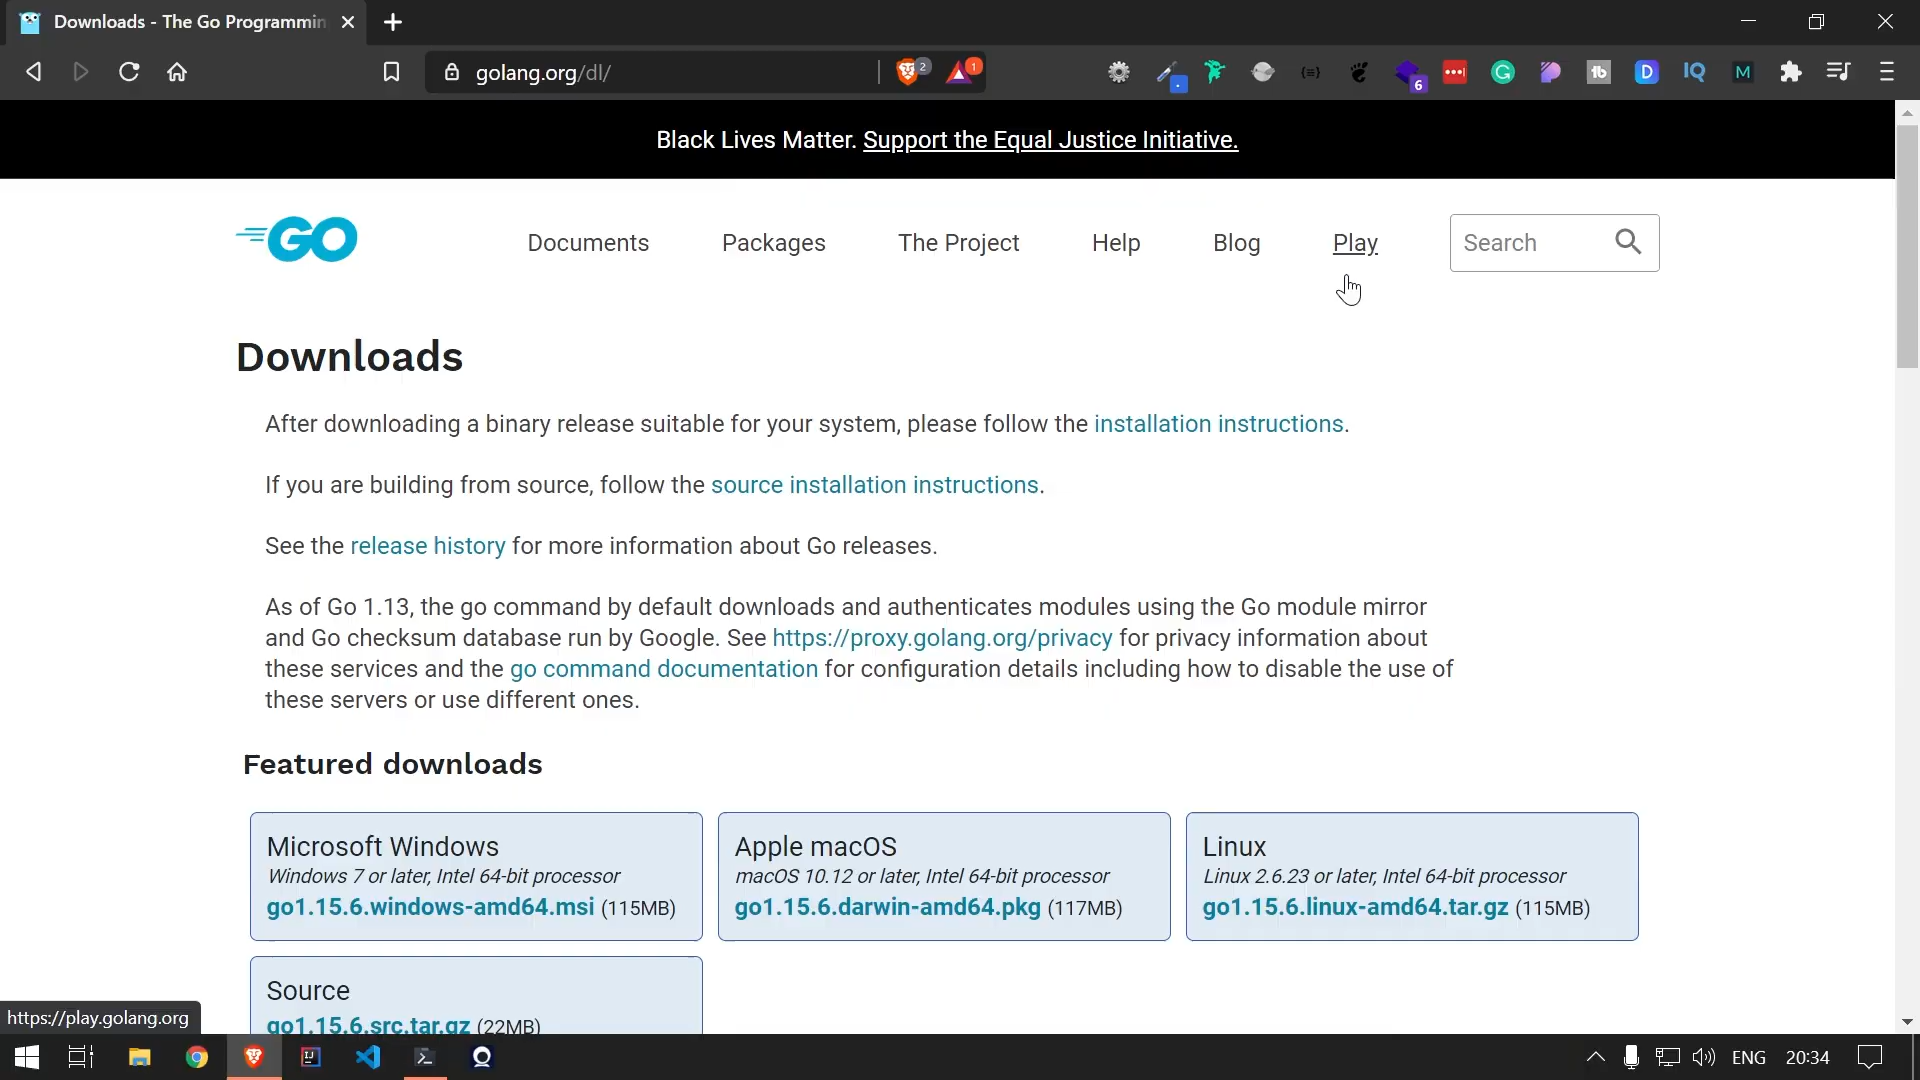 Downloads - The Go Programmin
golang.org/dl/
2
1
6
Black Lives Matter. Support the Equal Justice Initiative.
GO
Documents
Packages
The Project
Help
Blog
Play
Search
Downloads
After downloading a binary release suitable for your system, please follow the installation instructions.
If you are building from source, follow the source installation instructions.
See the release history for more information about Go releases.
As of Go 1.13, the go command by default downloads and authenticates modules using the Go module mirror
and Go checksum database run by Google. See https://proxy.golang.org/privacy for privacy information about
these services and the go command documentation for configuration details including how to disable the use of
these servers or use different ones.
Featured downloads
Microsoft Windows
Windows 7 or later, Intel 64-bit processor
go1.15.6.windows-amd64.msi (115MB)
Apple macOS
macOS 10.12 or later, Intel 64-bit processor
go1.15.6.darwin-amd64.pkg (117MB)
Linux
Linux 2.6.23 or later, Intel 64-bit processor
go1.15.6.linux-amd64.tar.gz (115MB)
Source
go1.15.6.src.tar.gz (22MB)
https://play.golang.org
ENG
20:34